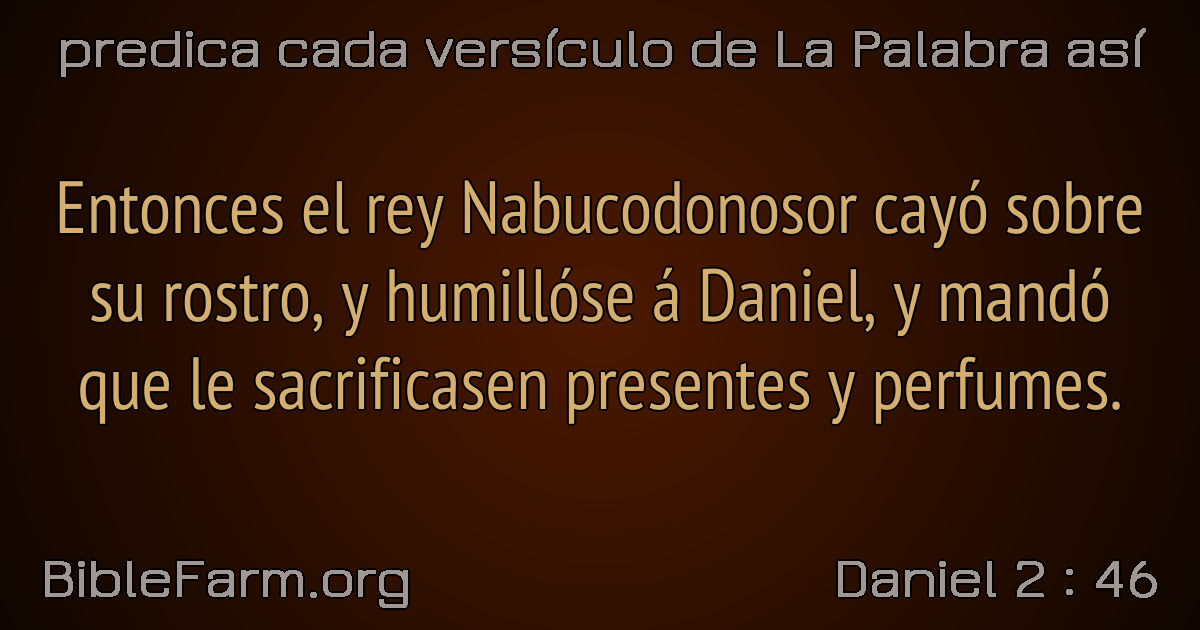 predica cada versículo de La Palabra así
Entonces el rey Nabucodonosor cayó sobre
su rostro, y humillóse á Daniel, y mandó
que le sacrificasen presentes y perfumes.
BibleFarm.org
Daniel 2 : 46